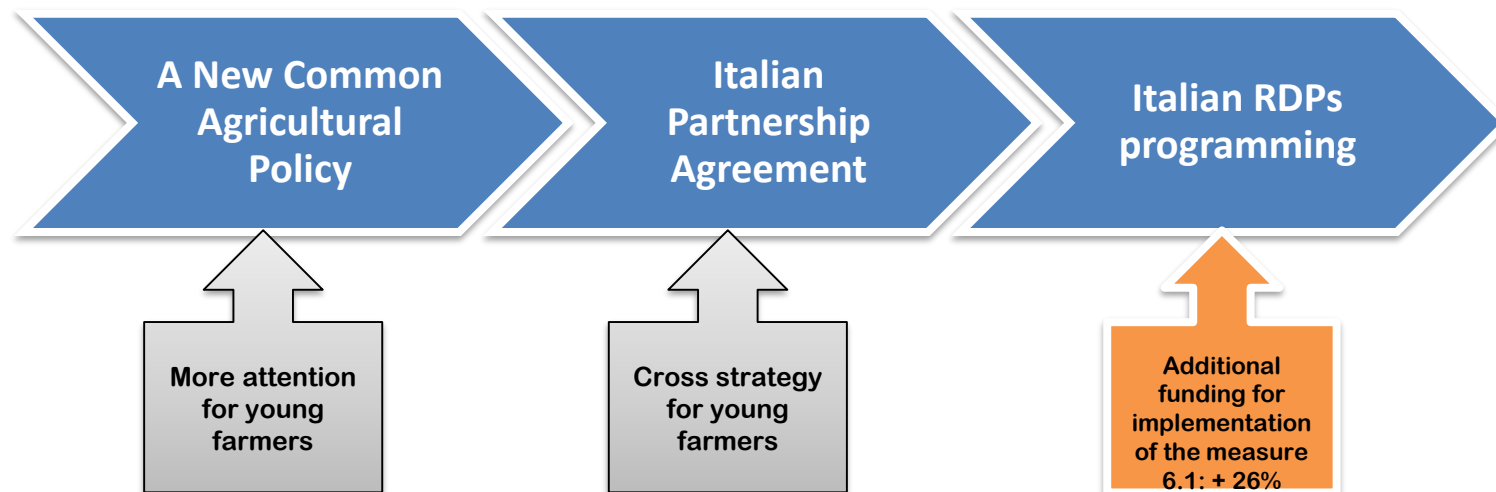 A New Common
Agricultural
Policy
Italian
Partnership
Agreement
Italian RDPs
programming
More attention
for young
farmers
Cross strategy
for young
farmers
Additional
funding for
implementation
of the measure
6.1: + 26%